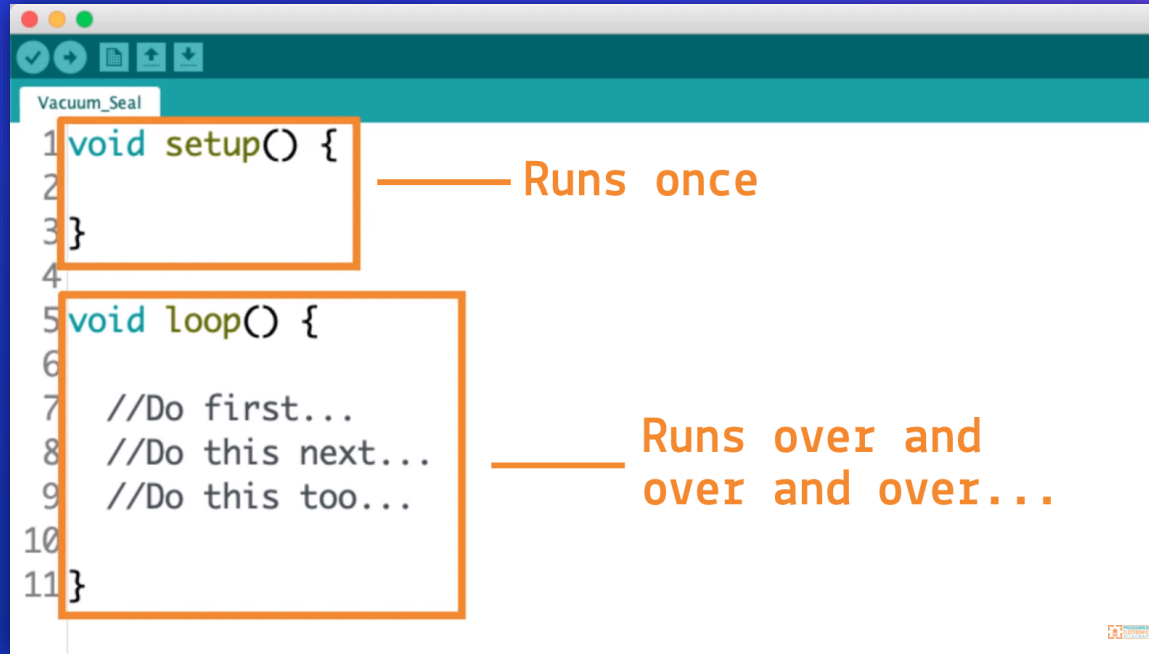 Vacuum_Seal
1 void setup() {
2
3 }
4
5 void loop() {
6
7 //Do first...
8 //Do this next...
9 //Do this too...
10
11 }
Runs once
Runs over and
over and over...